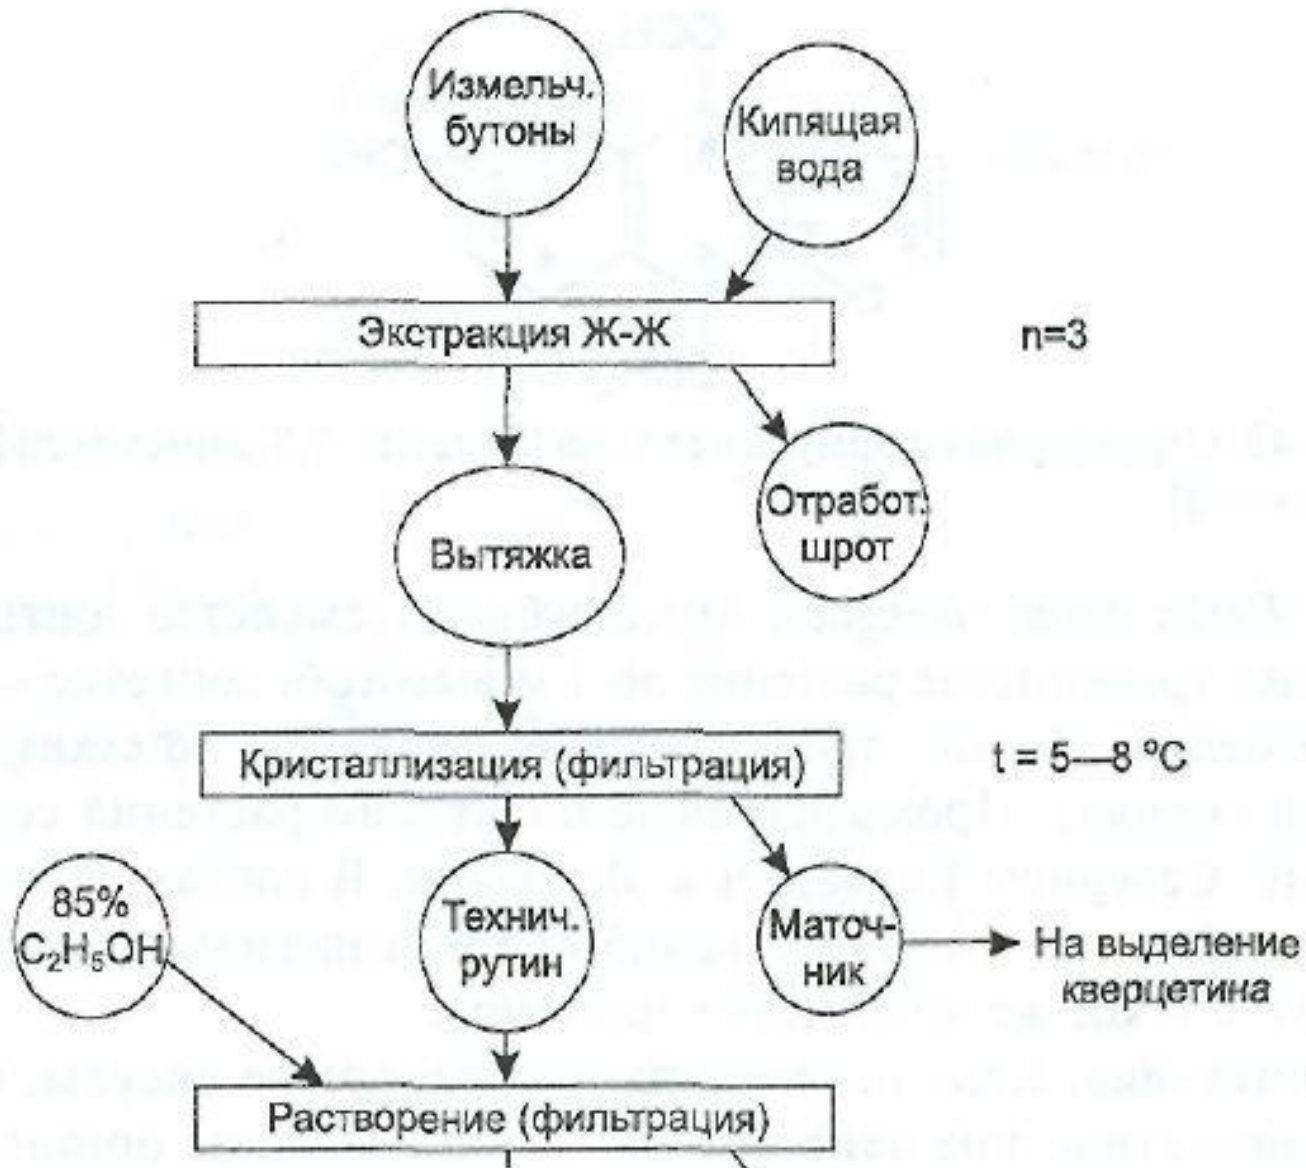 Измельч.
бутоны
Кипящая
вода
Экстракция Ж-Ж
n=3
Отработ.
шрот
Вытяжка
Кристаллизация (фильтрация)
t = 5—8 ºC
85%
C₂H₅OH
Технич.
рутин
Маточ-
ник
На выделение
кверцетина
Растворение (фильтрация)